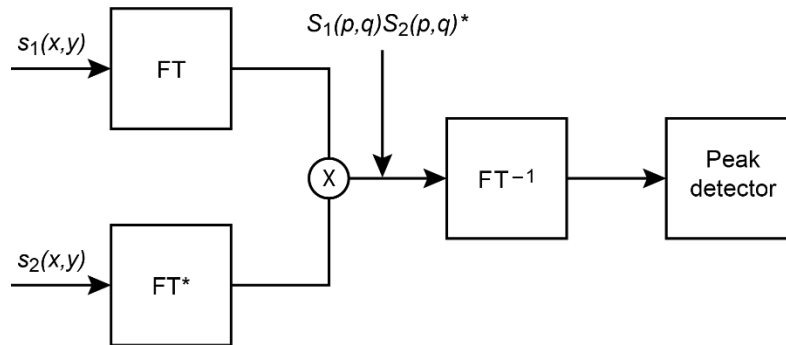 S₁(p,q)S₂(p,q)*
s₁(x,y)
FT
X
FT⁻¹
Peak
detector
s₂(x,y)
FT*